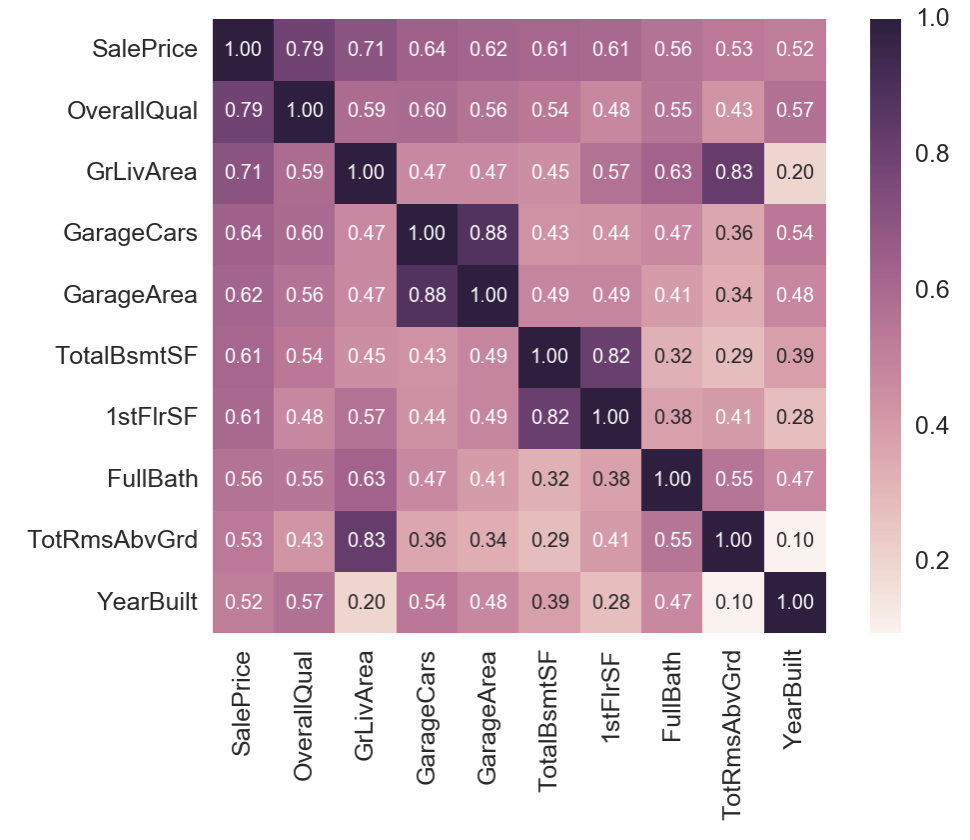 SalePrice 1.00 0.79 0.71 0.64 0.62 0.61 0.61 0.56 0.53 0.52
OverallQual 0.79 1.00 0.59 0.60 0.56 0.54 0.48 0.55 0.43 0.57
GrLivArea 0.71 0.59 1.00 0.47 0.47 0.45 0.57 0.63 0.83 0.20
GarageCars 0.64 0.60 0.47 1.00 0.88 0.43 0.44 0.47 0.36 0.54
GarageArea 0.62 0.56 0.47 0.88 1.00 0.49 0.49 0.41 0.34 0.48
TotalBsmtSF 0.61 0.54 0.45 0.43 0.49 1.00 0.82 0.32 0.29 0.39
1stFlrSF 0.61 0.48 0.57 0.44 0.49 0.82 1.00 0.38 0.41 0.28
FullBath 0.56 0.55 0.63 0.47 0.41 0.32 0.38 1.00 0.55 0.47
TotRmsAbvGrd 0.53 0.43 0.83 0.36 0.34 0.29 0.41 0.55 1.00 0.10
YearBuilt 0.52 0.57 0.20 0.54 0.48 0.39 0.28 0.47 0.10 1.00
SalePrice
OverallQual
GrLivArea
GarageCars
GarageArea
TotalBsmtSF
1stFlrSF
FullBath
TotRmsAbvGrd
YearBuilt
1.0
0.8
0.6
0.4
0.2